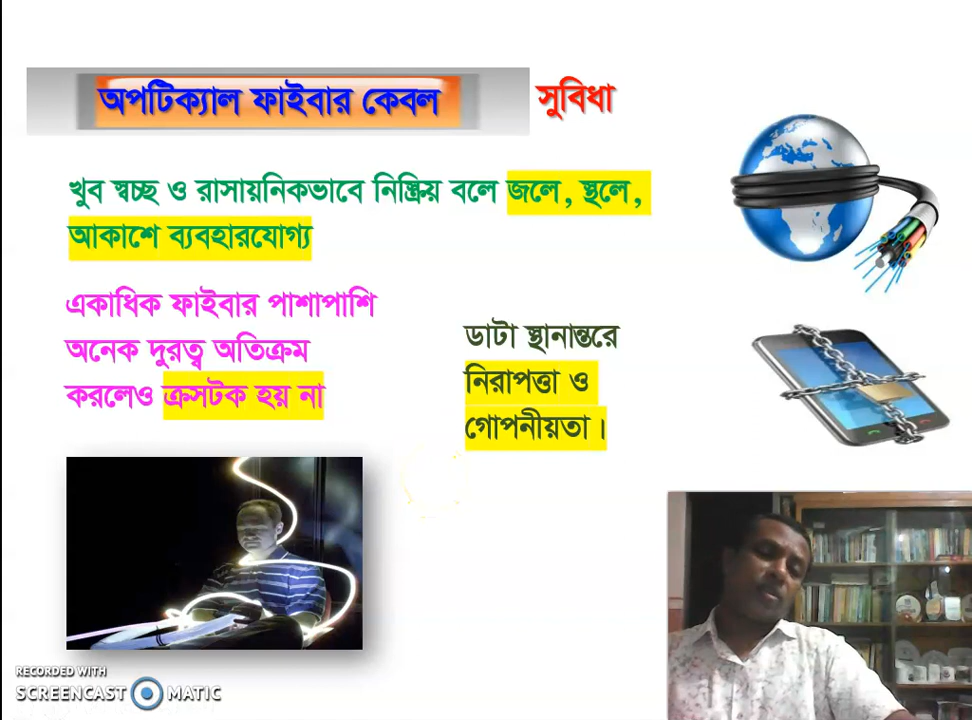 অপটিক্যাল ফাইবার কেবল সুবিধা
খুব স্বচ্ছ ও রাসায়নিকভাবে নিষ্ক্রিয় বলে জলে, স্থলে,
আকাশে ব্যবহারযোগ্য
একাধিক ফাইবার পাশাপাশি
অনেক দুরত্ব অতিক্রম
করলেও ক্রসটক হয় না
ডাটা স্থানান্তরে
নিরাপত্তা ও
গোপনীয়তা।
RECORDED WITH
SCREENCAST MATIC